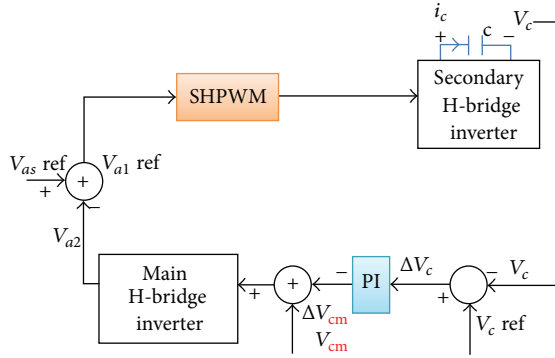 i_c
+ c −
V_c
SHPWM
Secondary
H-bridge
inverter
V_as ref
+
+
V_a1 ref
−
V_a2
Main
H-bridge
inverter
+
+
−
ΔV_cm
V_cm
PI
ΔV_c
+
−
V_c
V_c ref